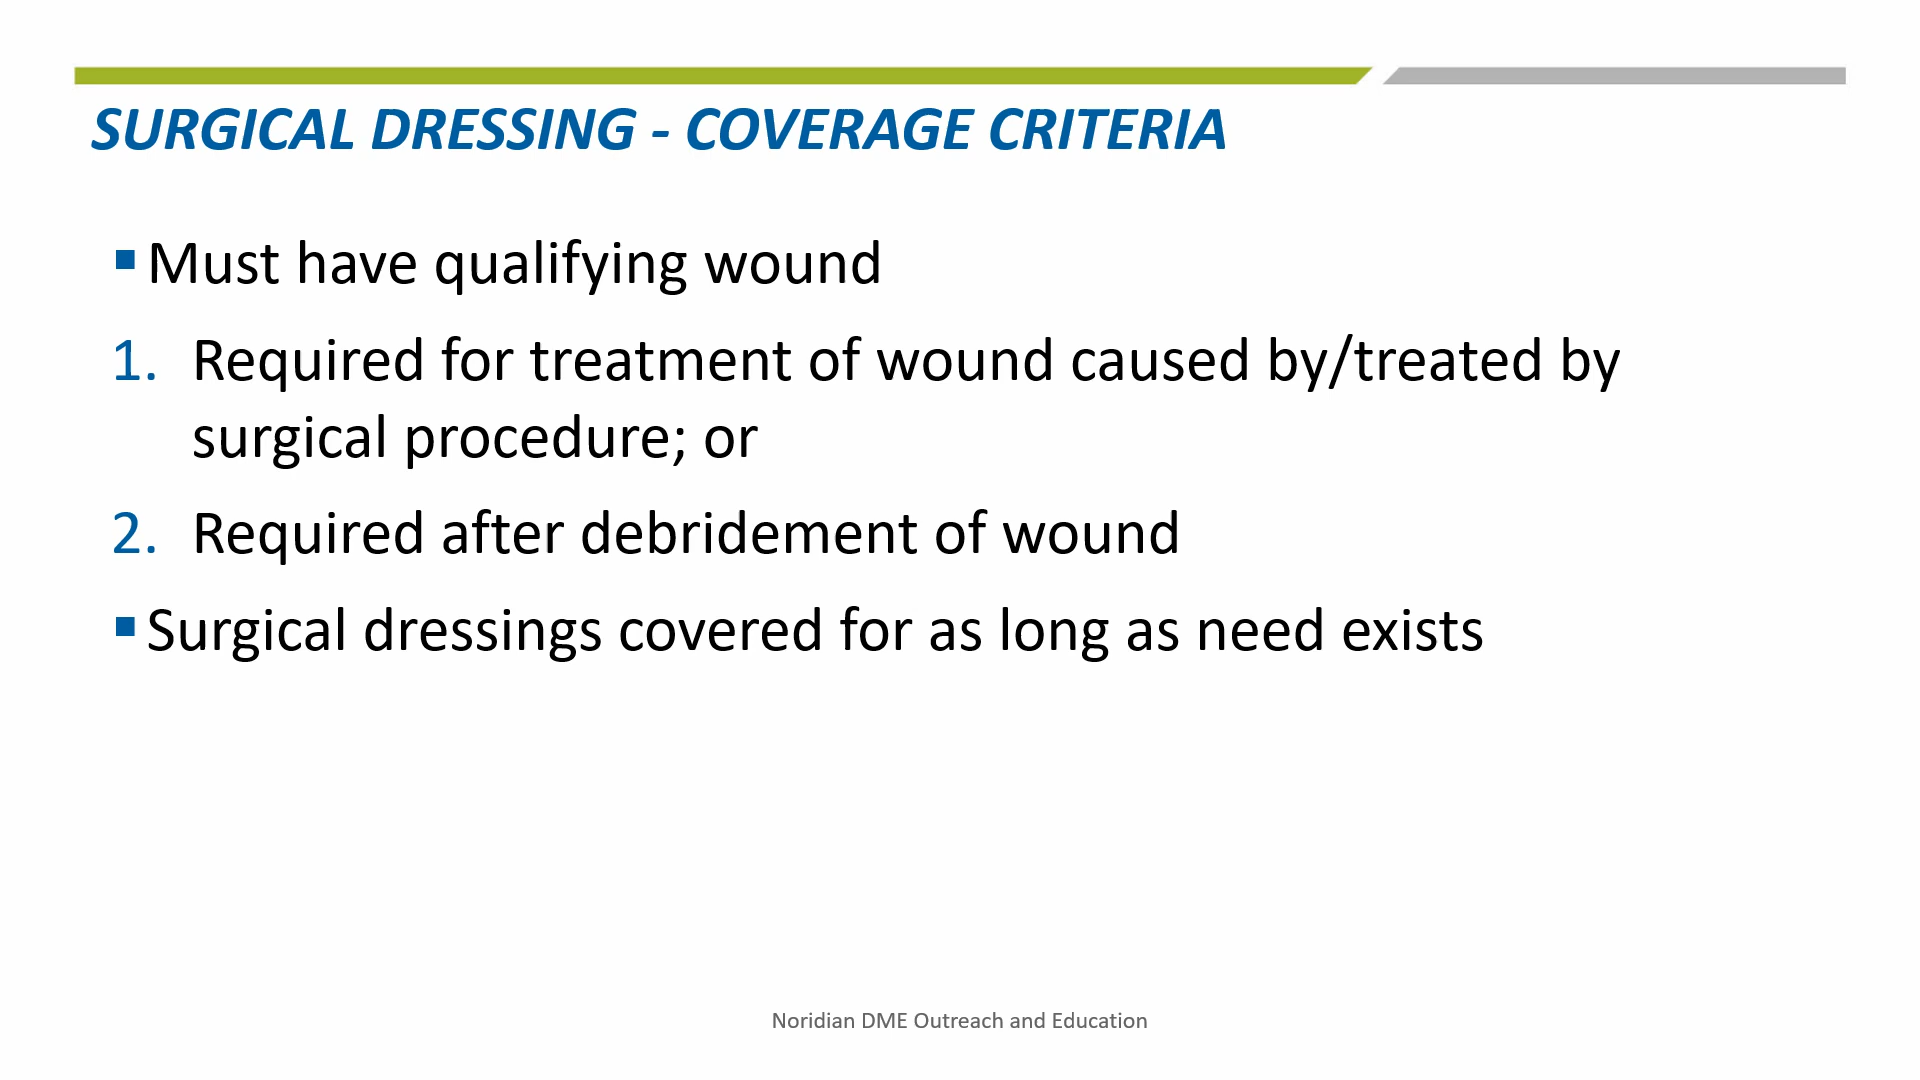 SURGICAL DRESSING - COVERAGE CRITERIA
▪ Must have qualifying wound
1. Required for treatment of wound caused by/treated by
surgical procedure; or
2. Required after debridement of wound
▪ Surgical dressings covered for as long as need exists
Noridian DME Outreach and Education